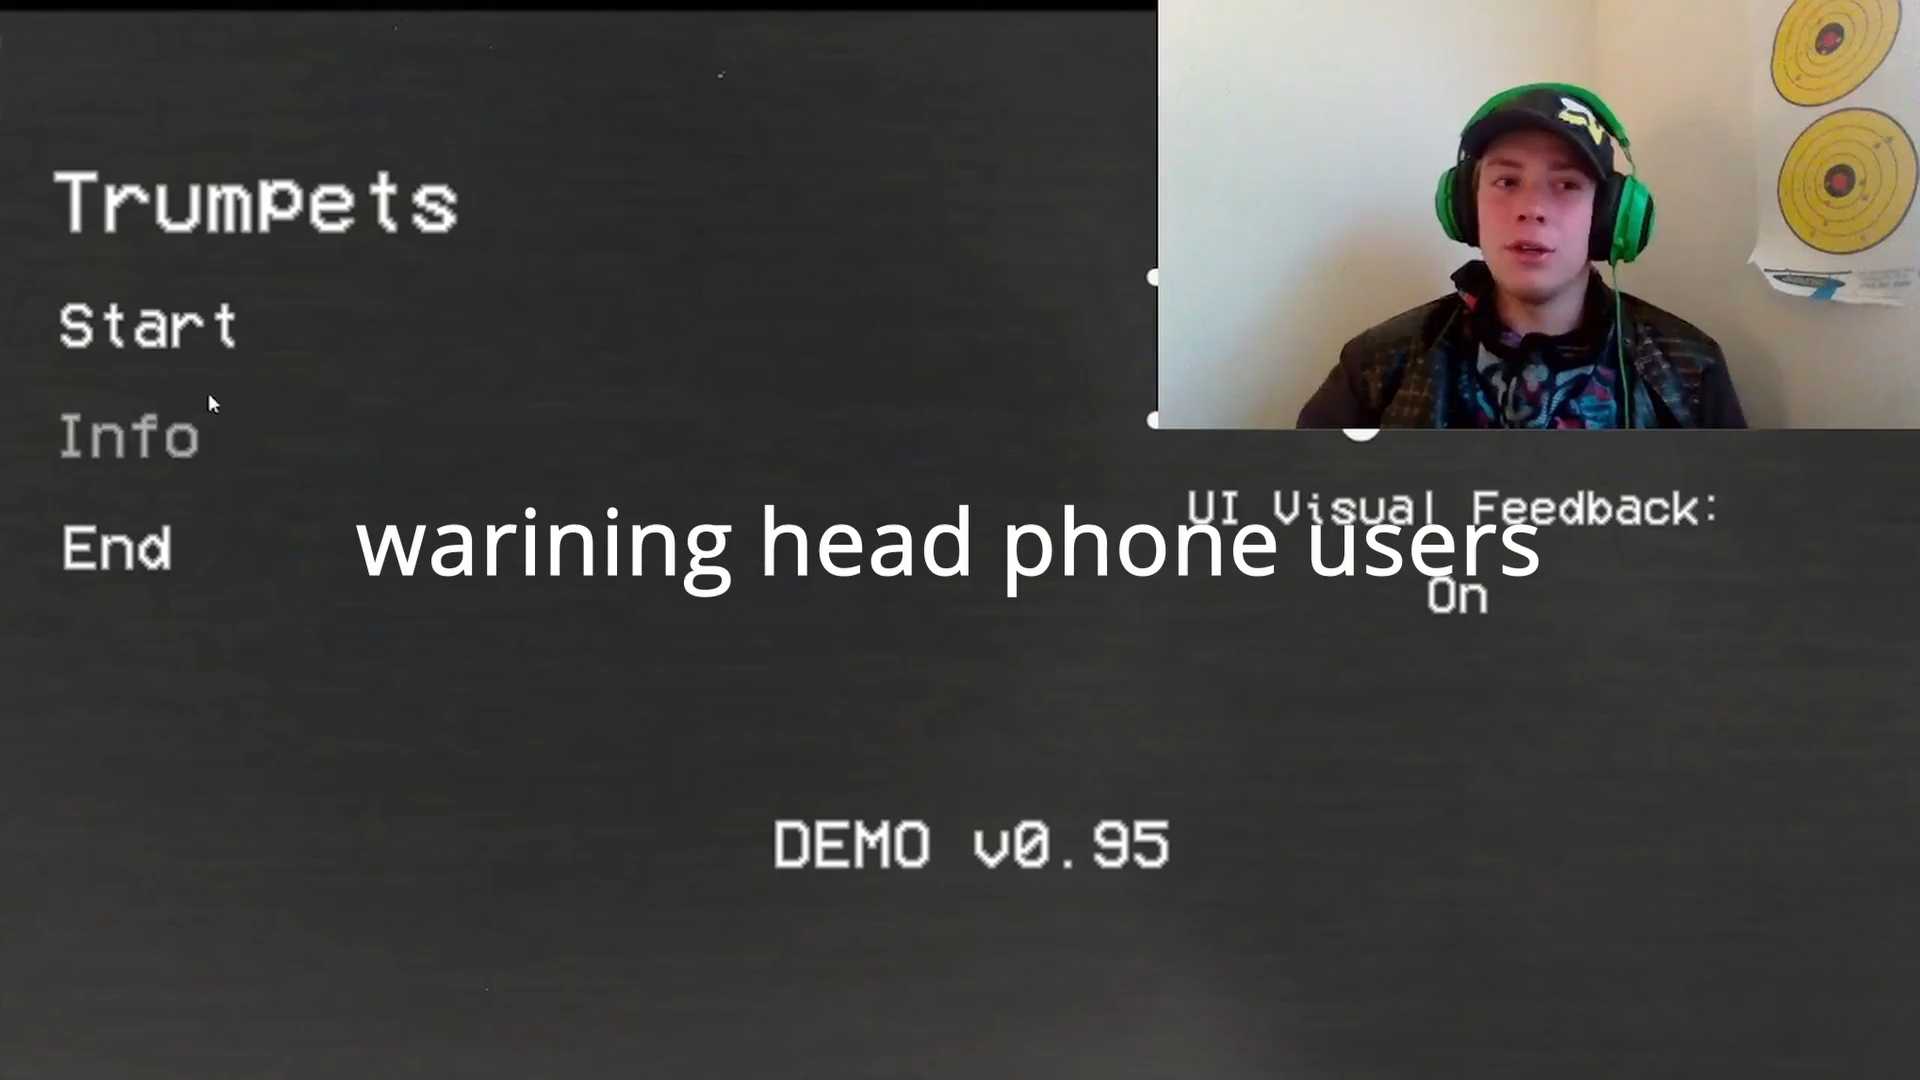 Trumpets
Start
Info
End
UI Visual Feedback:
On
warining head phone users
DEMO v0.95